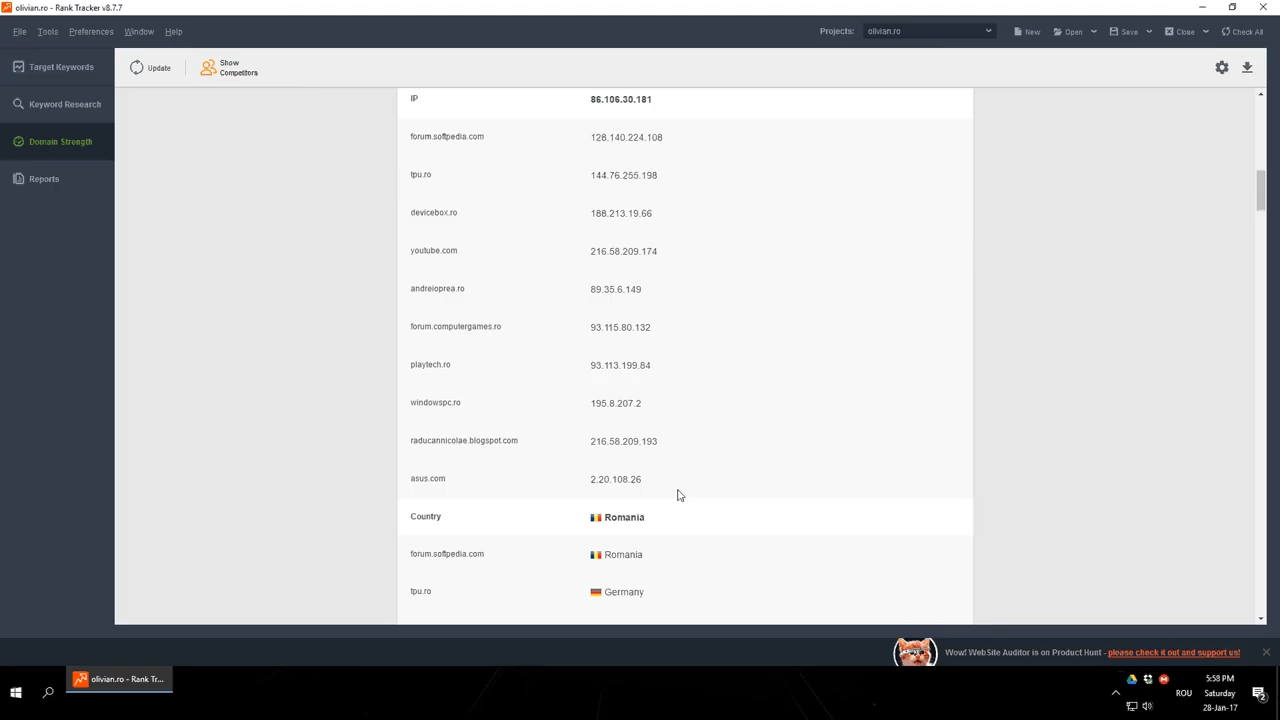 olivian.ro - Rank Tracker v8.7.7
File Tools Preferences Window Help Projects: olivian.ro New Open Save Close Check All
Target Keywords
Keyword Research
Domain Strength
Reports
Update
Show
Competitors
IP 86.106.30.181
forum.softpedia.com 128.140.224.108
tpu.ro 144.76.255.198
devicebox.ro 188.213.19.66
youtube.com 216.58.209.174
andreioprea.ro 89.35.6.149
forum.computergames.ro 93.115.80.132
playtech.ro 93.113.199.84
windowspc.ro 195.8.207.2
raducannicolae.blogspot.com 216.58.209.193
asus.com 2.20.108.26
Country Romania
forum.softpedia.com Romania
tpu.ro Germany
Wow! WebSite Auditor is on Product Hunt - please check it out and support us!
olivian.ro - Rank Tr...
ROU
5:58 PM
Saturday
28-Jan-17
2